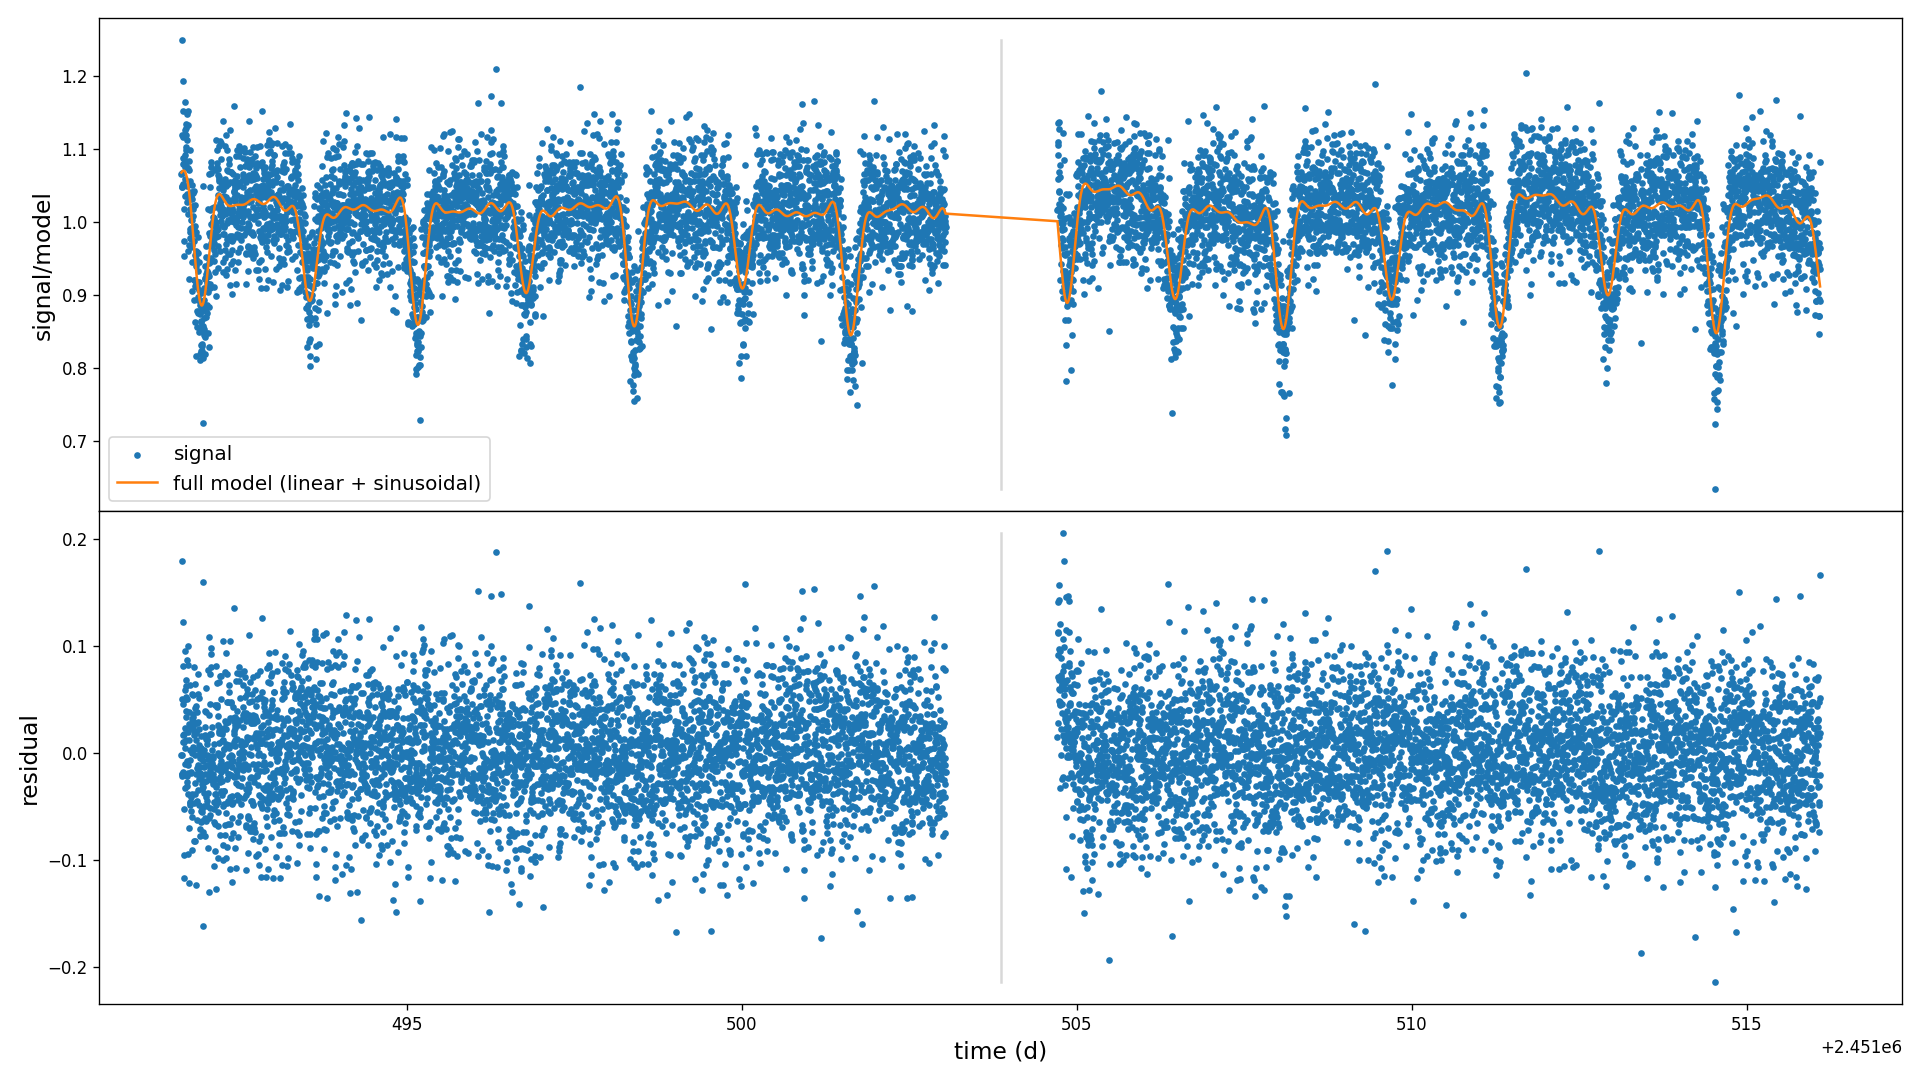 1.2
1.1
1.0
0.9
0.8
0.7
signal/model
signal
full model (linear + sinusoidal)
0.2
0.1
0.0
−0.1
−0.2
residual
495
500
505
510
515
time (d)
+2.451e6